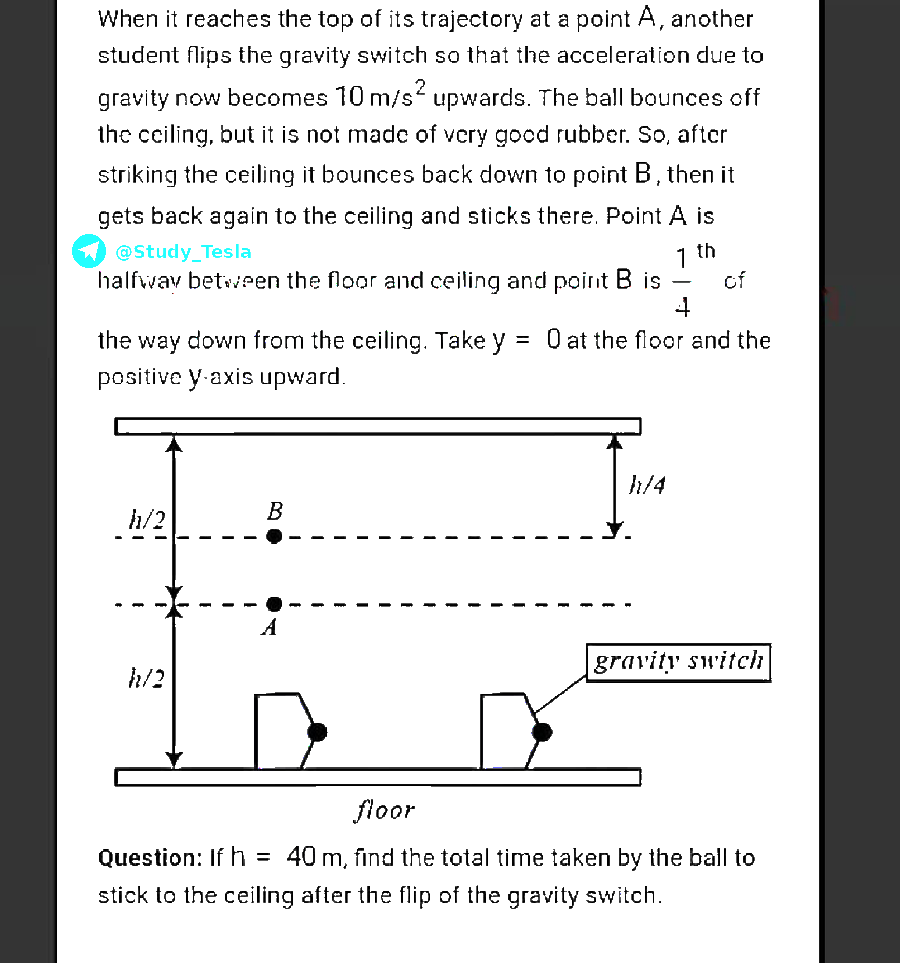 When it reaches the top of its trajectory at a point A, another
student flips the gravity switch so that the acceleration due to
gravity now becomes 10 m/s² upwards. The ball bounces off
the ceiling, but it is not made of very good rubber. So, after
striking the ceiling it bounces back down to point B, then it
gets back again to the ceiling and sticks there. Point A is
@Study_Tesla
halfway between the floor and ceiling and point B is 1/4 th of
the way down from the ceiling. Take y = 0 at the floor and the
positive y-axis upward.
h/4
h/2
B
A
gravity switch
h/2
floor
Question: If h = 40 m, find the total time taken by the ball to
stick to the ceiling after the flip of the gravity switch.